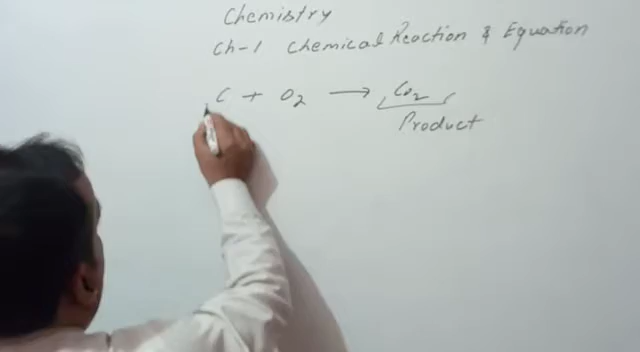 Chemistry
Ch-1 Chemical Reaction & Equation
C + O2 → CO2
Product